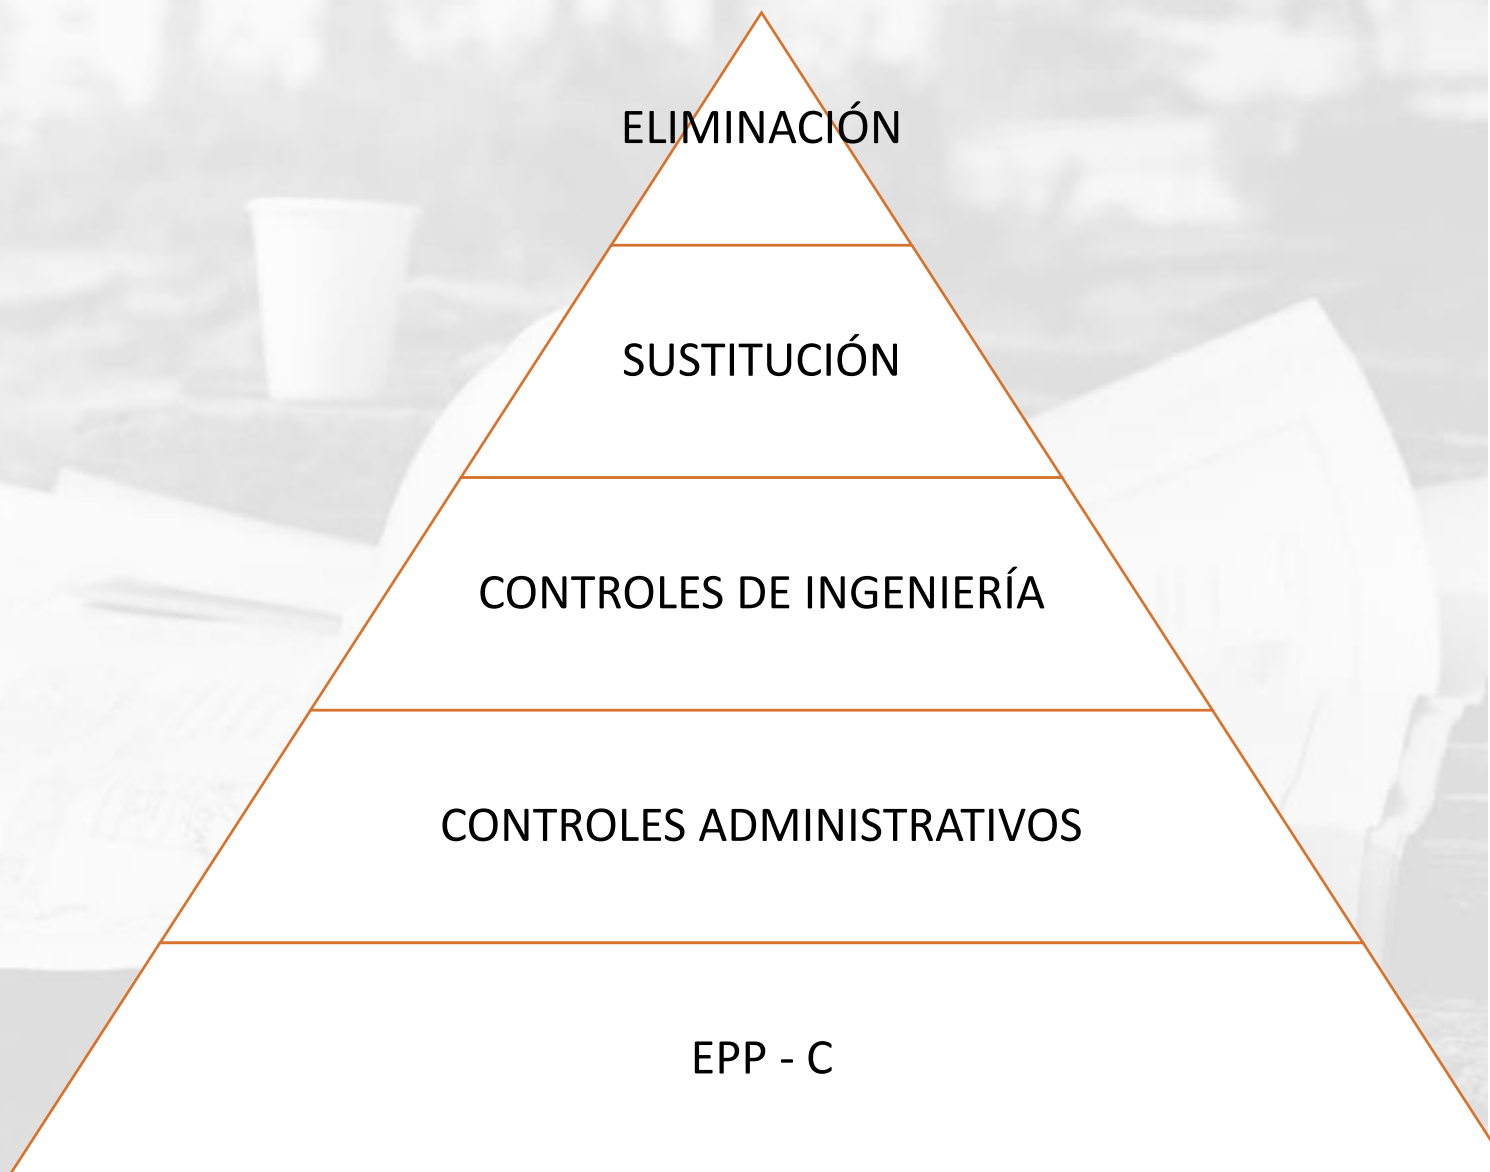 ELIMINACIÓN
SUSTITUCIÓN
CONTROLES DE INGENIERÍA
CONTROLES ADMINISTRATIVOS
EPP - C